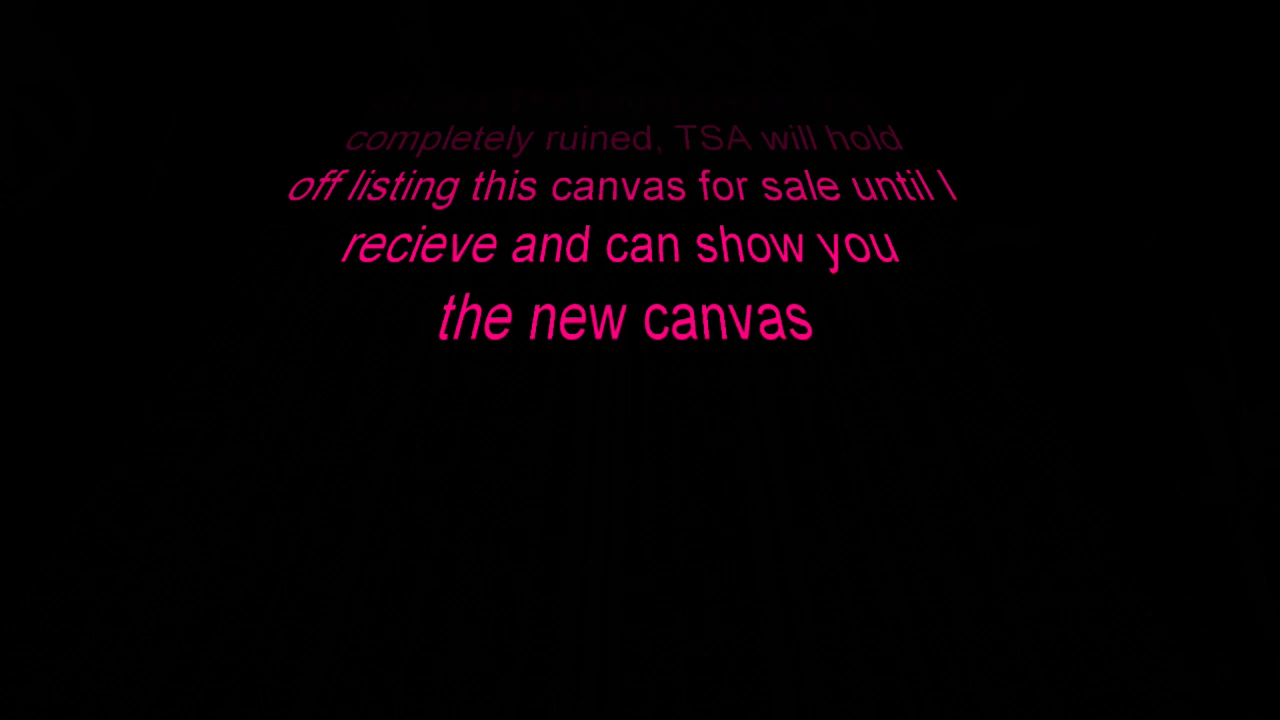 completely ruined, TSA will hold
off listing this canvas for sale until I
recieve and can show you
the new canvas